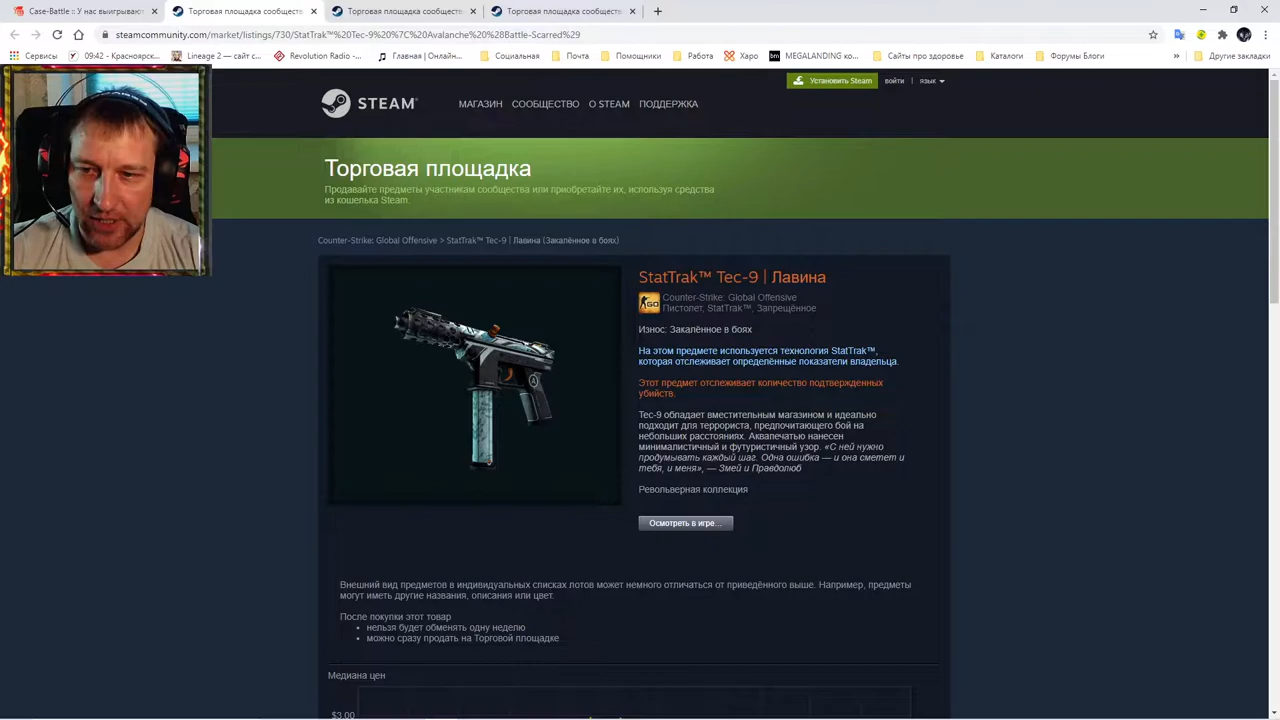 Case-Battle :: У нас выигрывают
Торговая площадка сообщест
Торговая площадка сообществ
Торговая площадка сообществ
steamcommunity.com/market/listings/730/StatTrak™%20Tec-9%20%7C%20Avalanche%20%28Battle-Scarred%29
Сервисы
09:42 - Красивый м...
Lineage 2 — сайт с...
Revolution Radio -...
Главная | Онлайн...
Социальная
Почта
Помощники
Работа
Харо
MEGALANDING ко...
Сайты про здоровье
Каталоги
Форумы Блоги
»
Другие закладки
Установить Steam
войти | язык
STEAM®
МАГАЗИН СООБЩЕСТВО О STEAM ПОДДЕРЖКА
Торговая площадка
Продавайте предметы участникам сообщества или приобретайте их, используя средства
из кошелька Steam.
Counter-Strike: Global Offensive > StatTrak™ Tec-9 | Лавина (Закалённое в боях)
StatTrak™ Tec-9 | Лавина
GO
Counter-Strike: Global Offensive
Пистолет, StatTrak™, Запрещённое
Износ: Закалённое в боях
На этом предмете используется технология StatTrak™,
которая отслеживает определённые показатели владельца.
Этот предмет отслеживает количество подтвержденных
убийств.
Tec-9 обладает вместительным магазином и идеально
подходит для террориста, предпочитающего бой на
небольших расстояниях. Аквапечатью нанесен
минималистичный и футуристичный узор. «С ней нужно
продумывать каждый шаг. Одна ошибка — и она сметет и
тебя, и меня», — Змей и Правдолюб
Револьверная коллекция
Осмотреть в игре…
Внешний вид предметов в индивидуальных списках лотов может немного отличаться от приведённого выше. Например, предметы
могут иметь другие названия, описания или цвет.
После покупки этот товар
• нельзя будет обменять одну неделю
• можно сразу продать на Торговой площадке
Медиана цен
$3.00